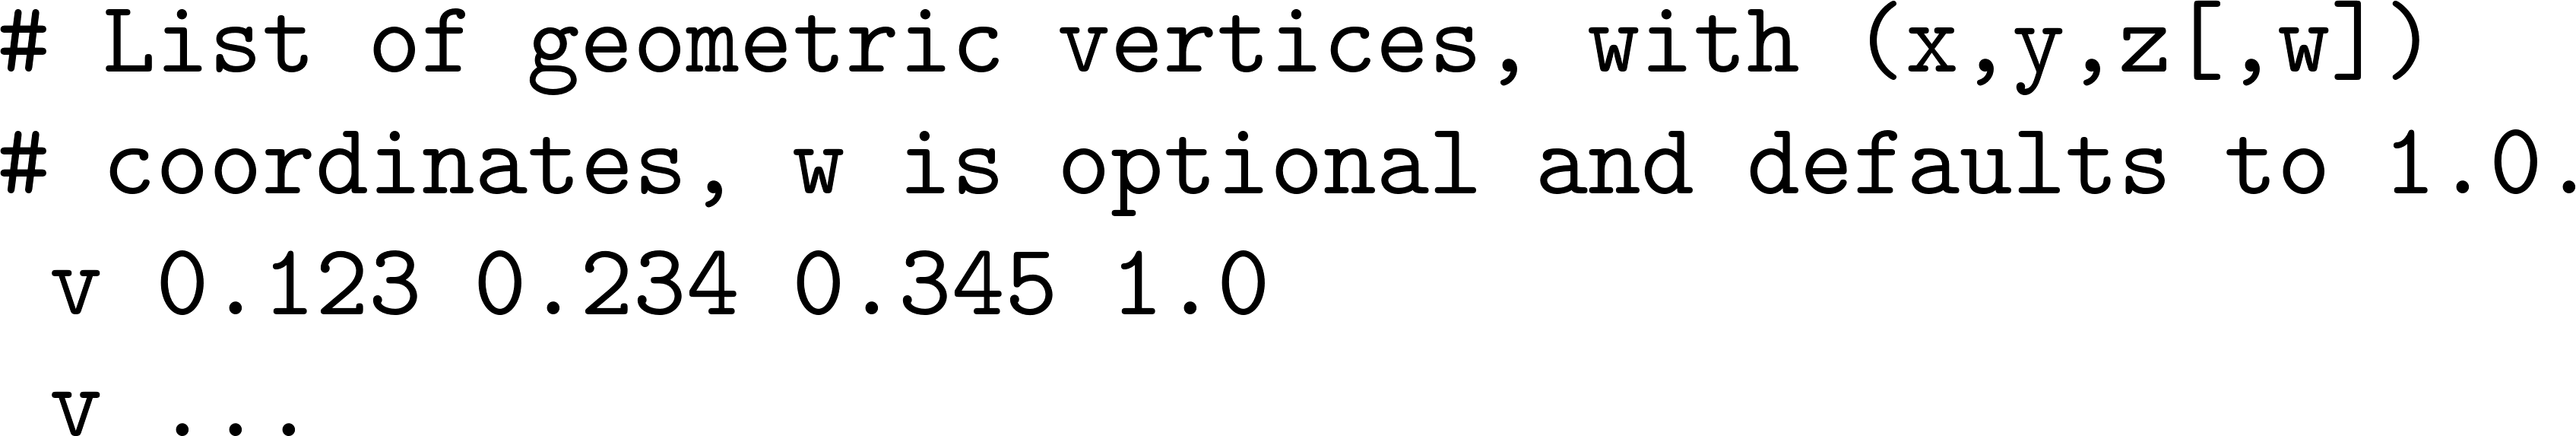 # List of geometric vertices, with (x,y,z[,w])
# coordinates, w is optional and defaults to 1.0.
 v 0.123 0.234 0.345 1.0
 v ...